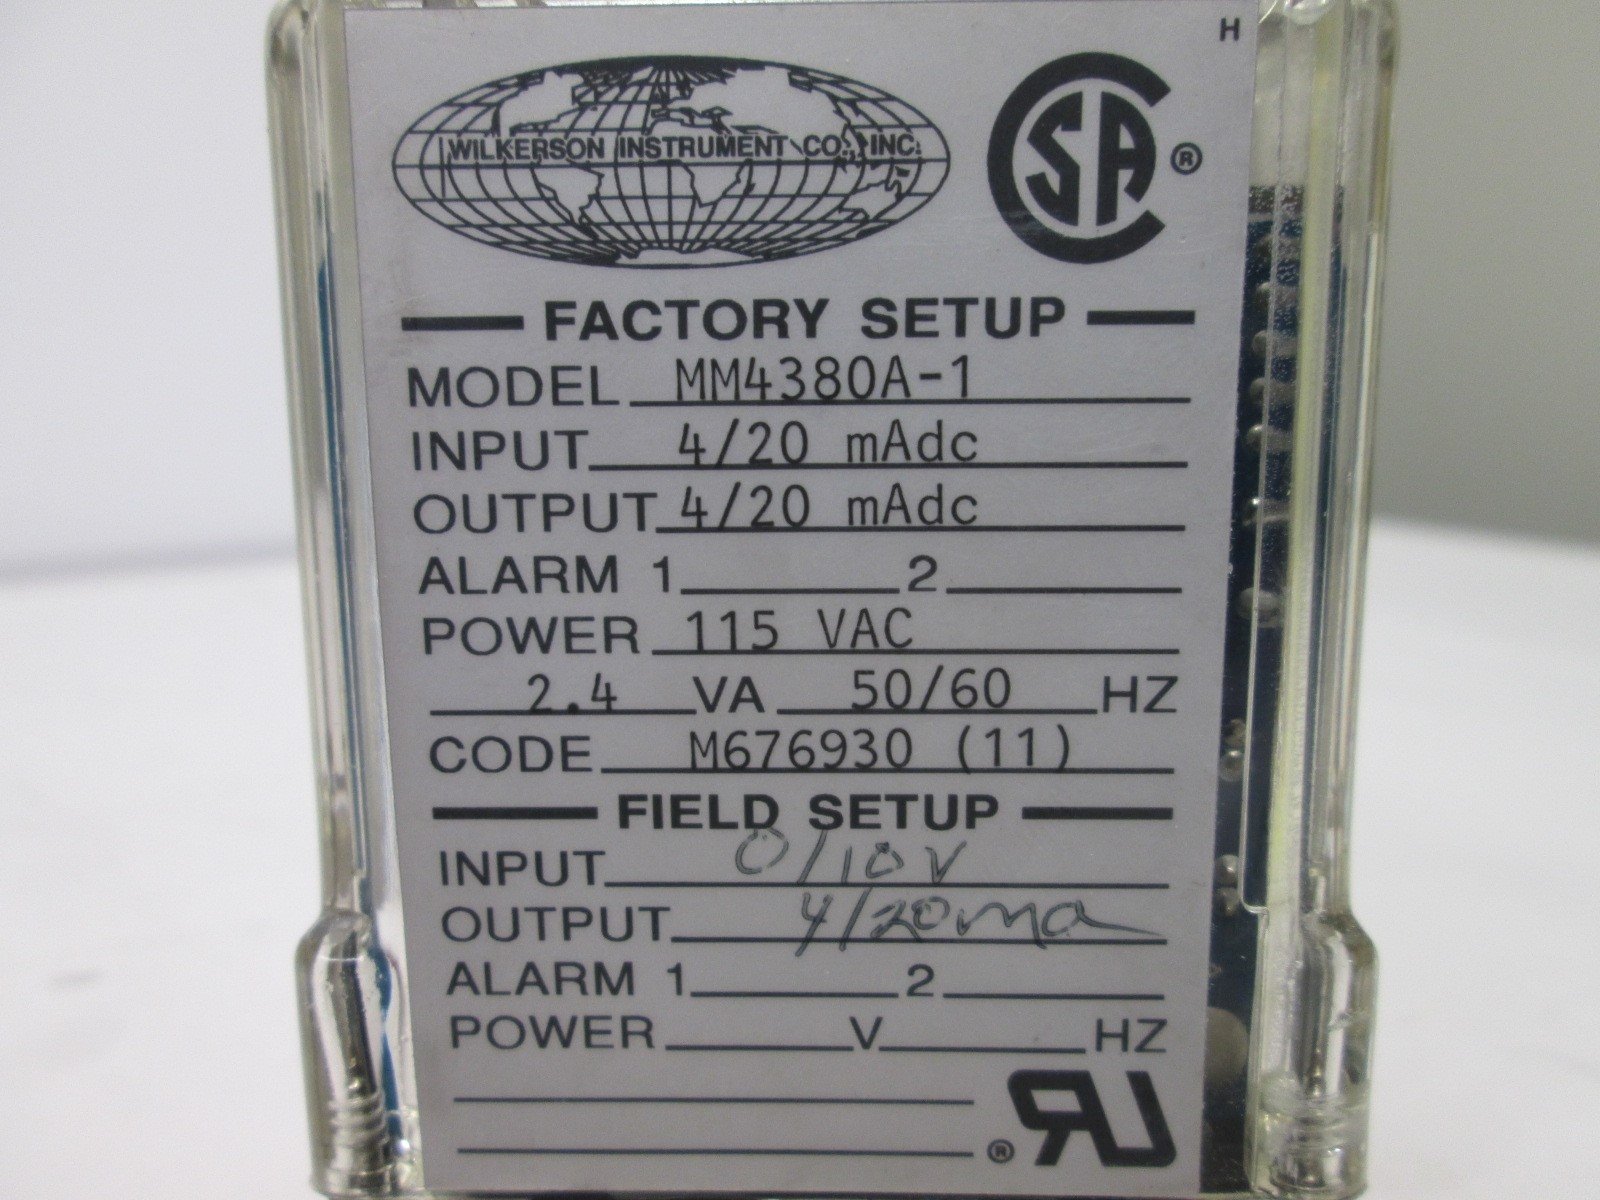 H
WILKERSON INSTRUMENT CO., INC.
CSA ®
FACTORY SETUP
MODEL MM4380A-1
INPUT 4/20 mAdc
OUTPUT 4/20 mAdc
ALARM 1 2
POWER 115 VAC
2.4 VA 50/60 HZ
CODE M676930 (11)
FIELD SETUP
INPUT 0/10V
OUTPUT 4/20ma
ALARM 1 2
POWER V HZ
® UR